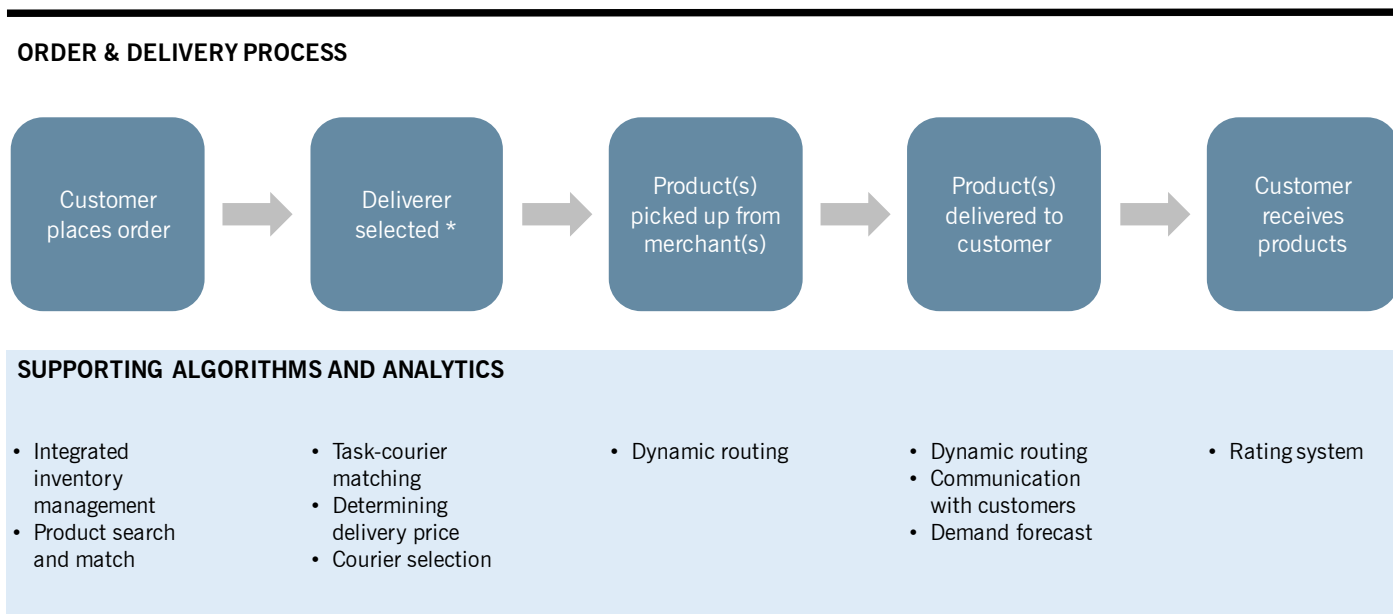 ORDER & DELIVERY PROCESS
Customer
places order
Deliverer
selected *
Product(s)
picked up from
merchant(s)
Product(s)
delivered to
customer
Customer
receives
products
SUPPORTING ALGORITHMS AND ANALYTICS
• Integrated
inventory
management
• Product search
and match
• Task-courier
matching
• Determining
delivery price
• Courier selection
• Dynamic routing
• Dynamic routing
• Communication
with customers
• Demand forecast
• Rating system